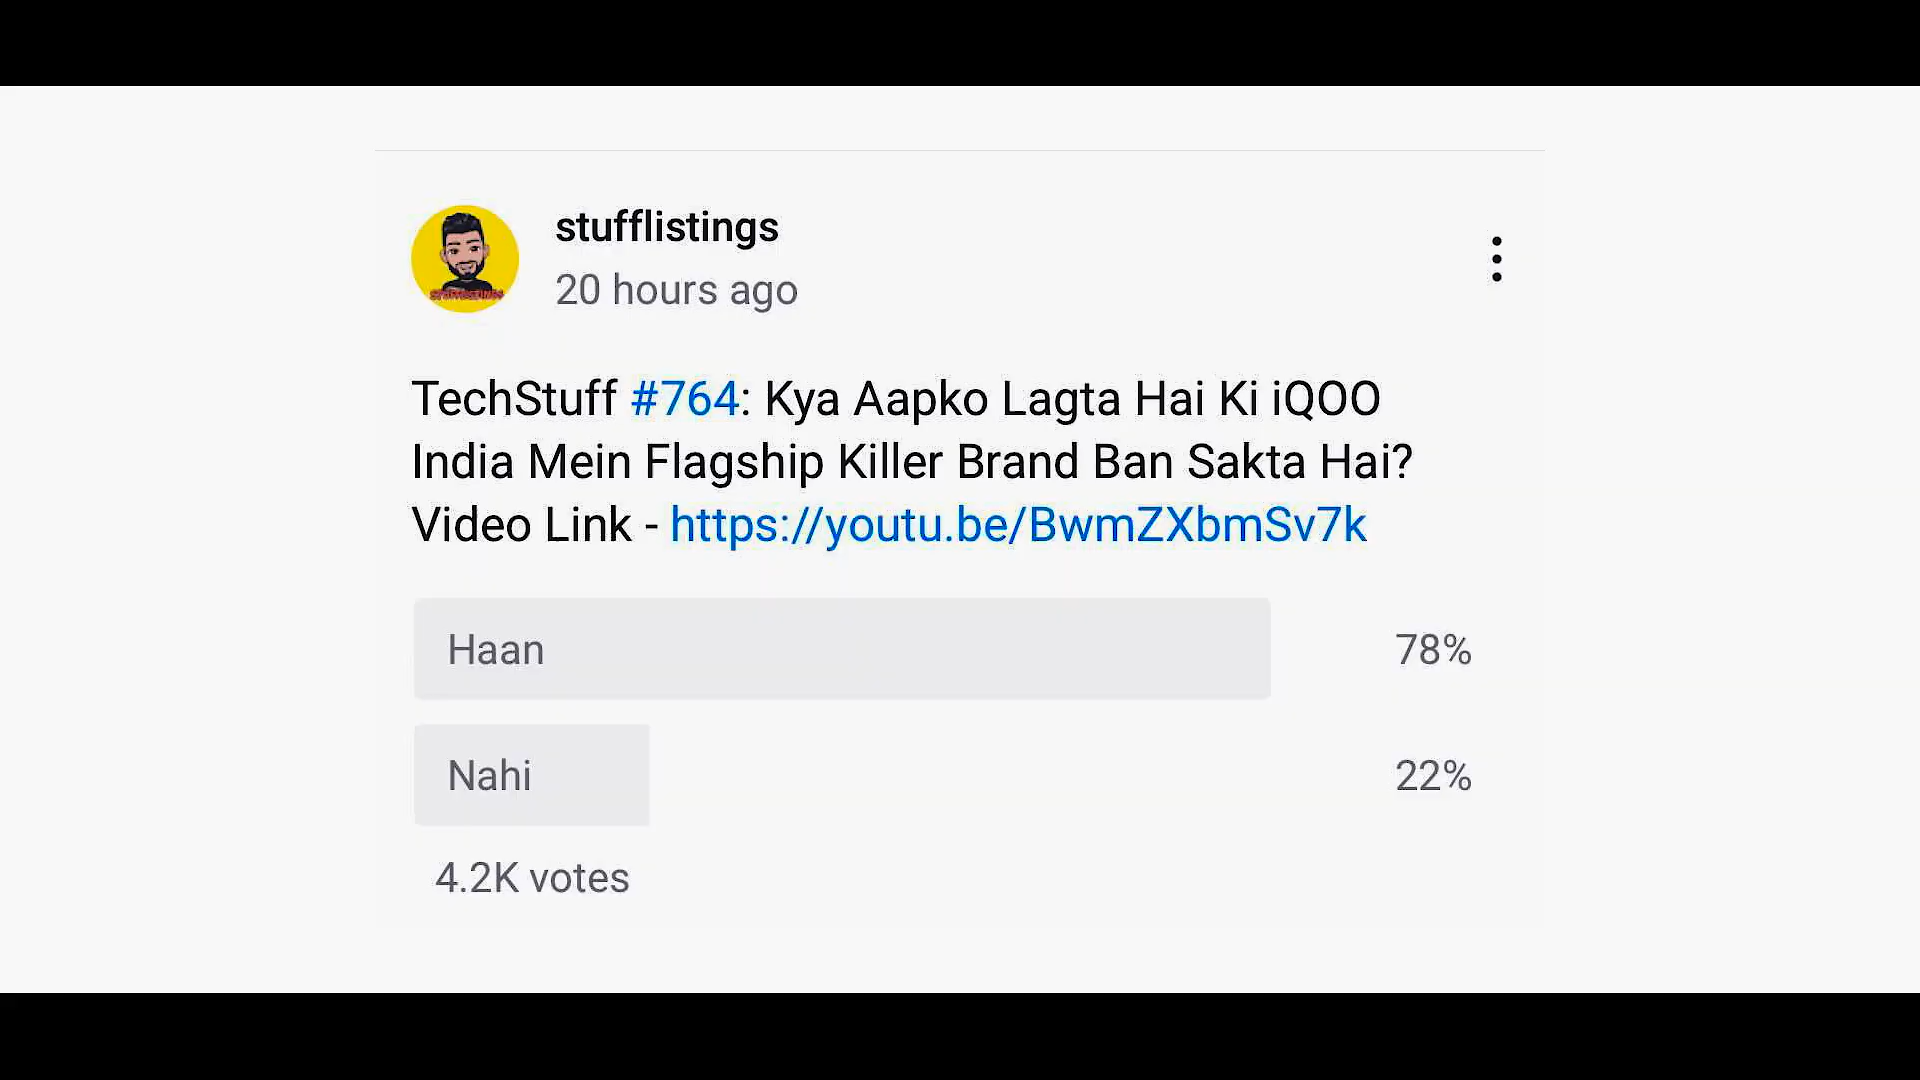 stufflistings
20 hours ago
TechStuff #764: Kya Aapko Lagta Hai Ki iQOO
India Mein Flagship Killer Brand Ban Sakta Hai?
Video Link - https://youtu.be/BwmZXbmSv7k
Haan 78%
Nahi 22%
4.2K votes